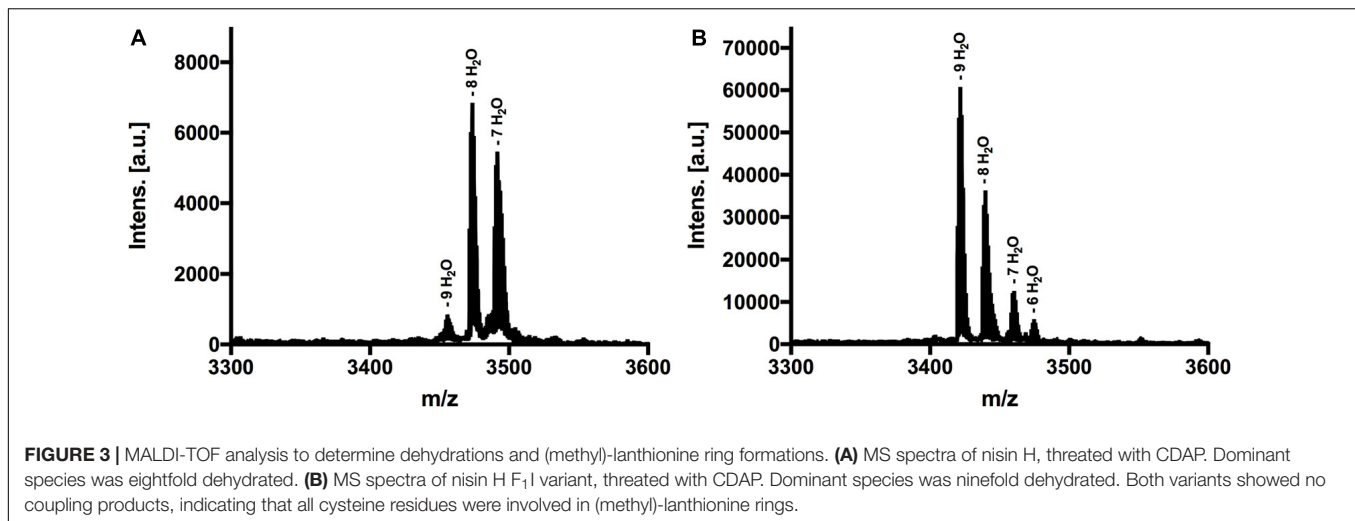 A
Intens. [a.u.]
8000
6000
4000
2000
0
- 9 H2O
- 8 H2O
- 7 H2O
3300
3400
3500
3600
m/z
B
Intens. [a.u.]
70000
60000
50000
40000
30000
20000
10000
0
- 9 H2O
- 8 H2O
- 7 H2O
- 6 H2O
3300
3400
3500
3600
m/z
FIGURE 3 | MALDI-TOF analysis to determine dehydrations and (methyl)-lanthionine ring formations. (A) MS spectra of nisin H, threated with CDAP. Dominant
species was eightfold dehydrated. (B) MS spectra of nisin H F1I variant, threated with CDAP. Dominant species was ninefold dehydrated. Both variants showed no
coupling products, indicating that all cysteine residues were involved in (methyl)-lanthionine rings.